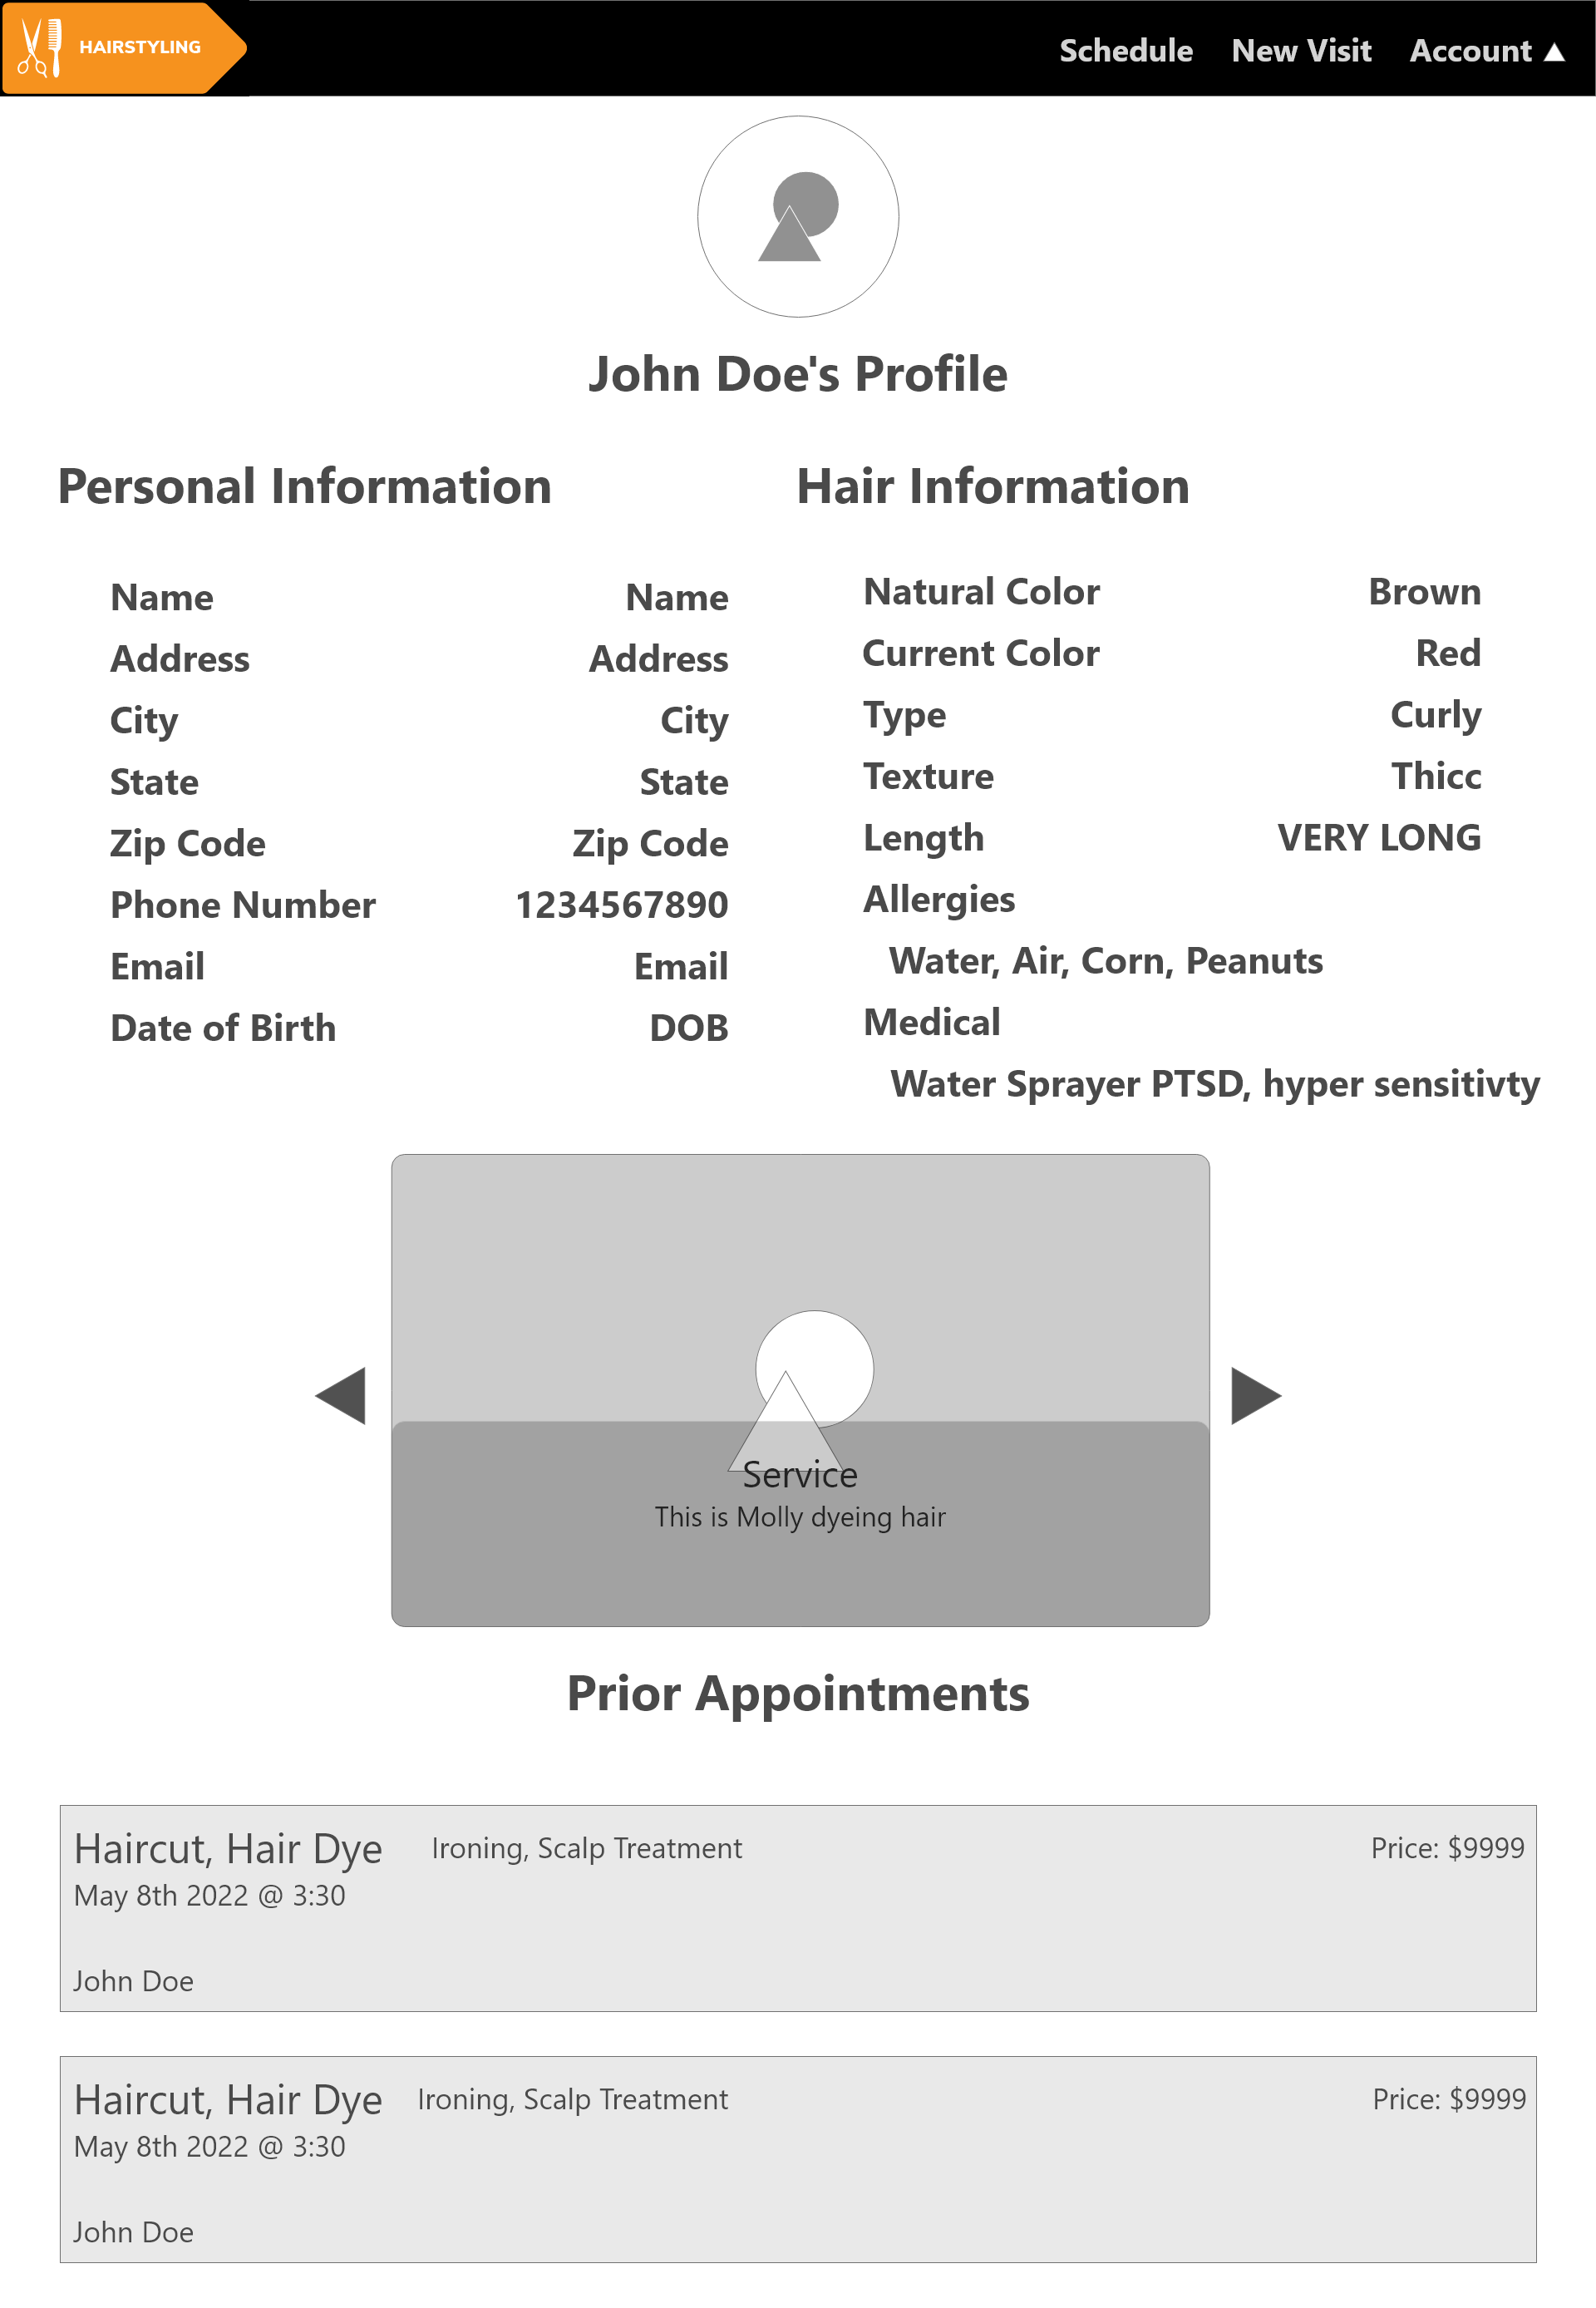 HAIRSTYLING
Schedule New Visit Account
John Doe's Profile
Personal Information
Name Name
Address Address
City City
State State
Zip Code Zip Code
Phone Number 1234567890
Email Email
Date of Birth DOB
Hair Information
Natural Color Brown
Current Color Red
Type Curly
Texture Thicc
Length VERY LONG
Allergies
Water, Air, Corn, Peanuts
Medical
Water Sprayer PTSD, hyper sensitivty
Service
This is Molly dyeing hair
Prior Appointments
Haircut, Hair Dye Ironing, Scalp Treatment Price: $9999
May 8th 2022 @ 3:30
John Doe
Haircut, Hair Dye Ironing, Scalp Treatment Price: $9999
May 8th 2022 @ 3:30
John Doe